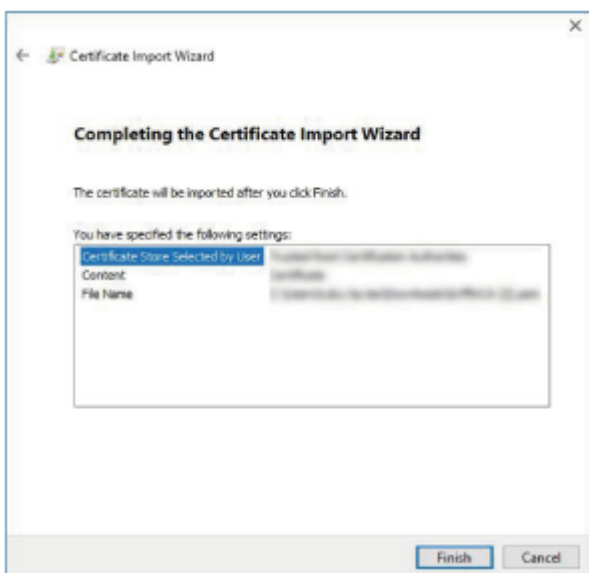 Certificate Import Wizard
Completing the Certificate Import Wizard
The certificate will be imported after you click Finish.
You have specified the following settings:
Certificate Store Selected by User
Content
File Name
Finish Cancel